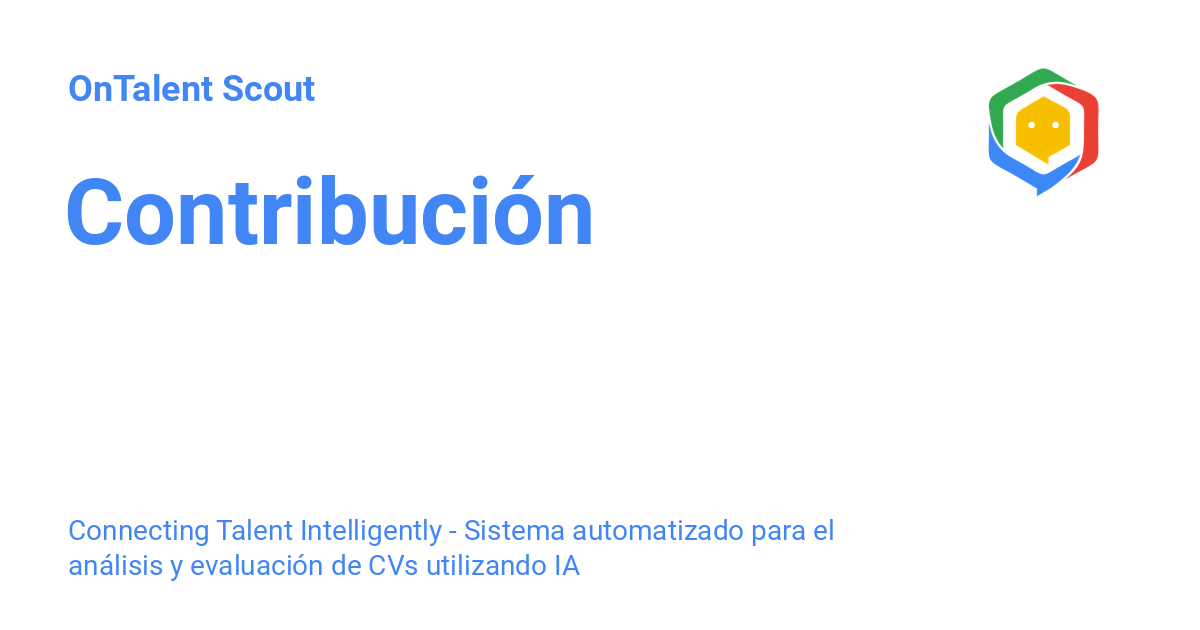 OnTalent Scout
Contribución
Connecting Talent Intelligently - Sistema automatizado para el
análisis y evaluación de CVs utilizando IA